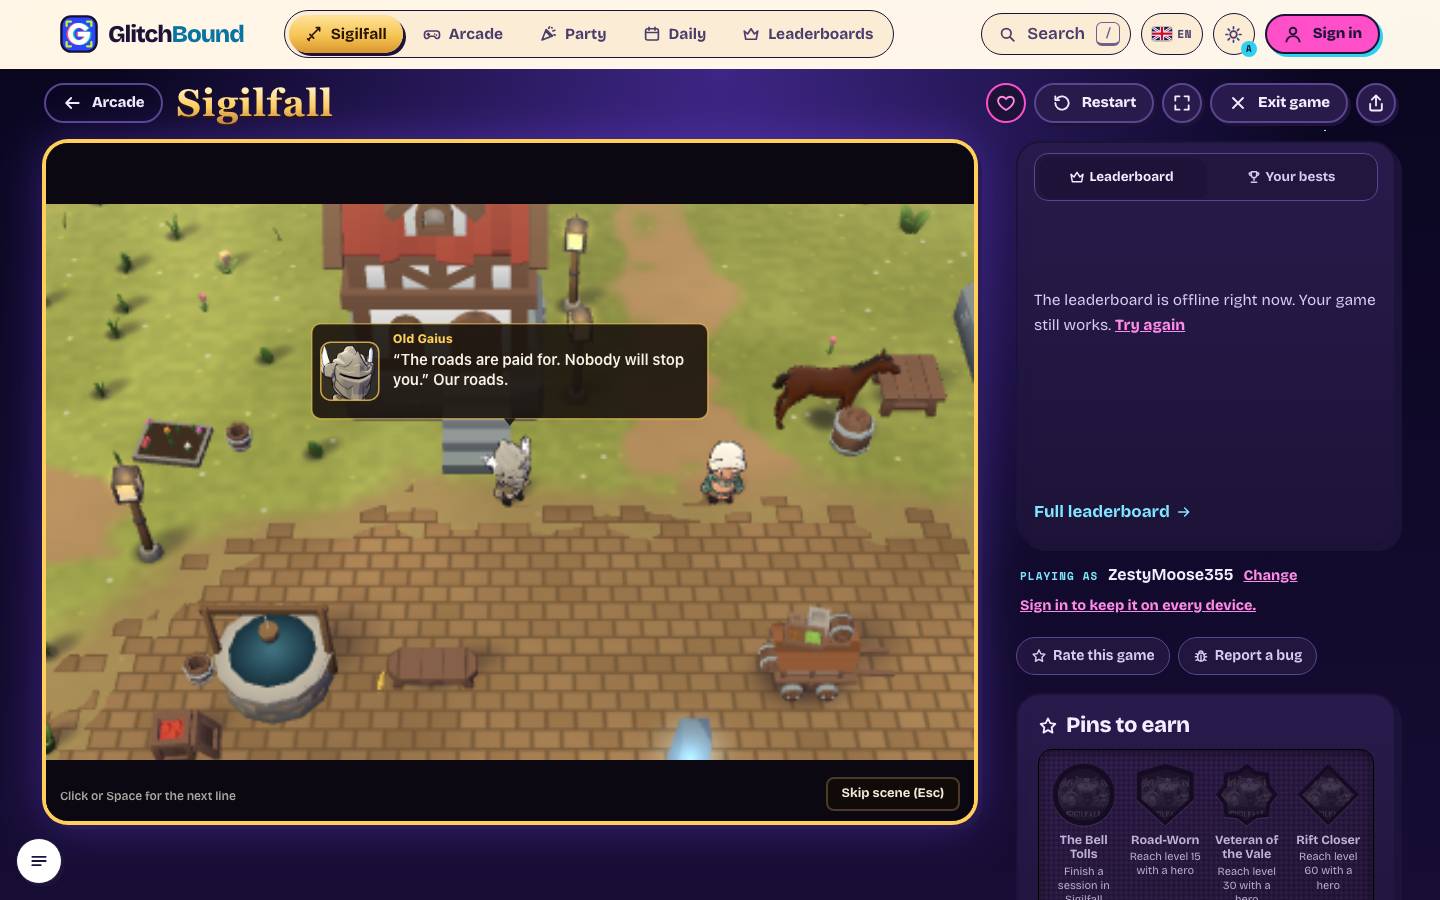 GlitchBound
Sigilfall
Arcade
Party
Daily
Leaderboards
Search /
EN
A
Sign in
Arcade
Sigilfall
Restart
Exit game
Leaderboard
Your bests
Old Gaius
“The roads are paid for. Nobody will stop
you.” Our roads.
The leaderboard is offline right now. Your game
still works. Try again
Full leaderboard →
PLAYING AS ZestyMoose355 Change
Sign in to keep it on every device.
Rate this game
Report a bug
Pins to earn
The Bell
Tolls
Finish a
session in
Sigilfall
Road-Worn
Reach level 15
with a hero
Veteran of
the Vale
Reach level
30 with a
hero
Rift Closer
Reach level
60 with a
hero
Click or Space for the next line
Skip scene (Esc)